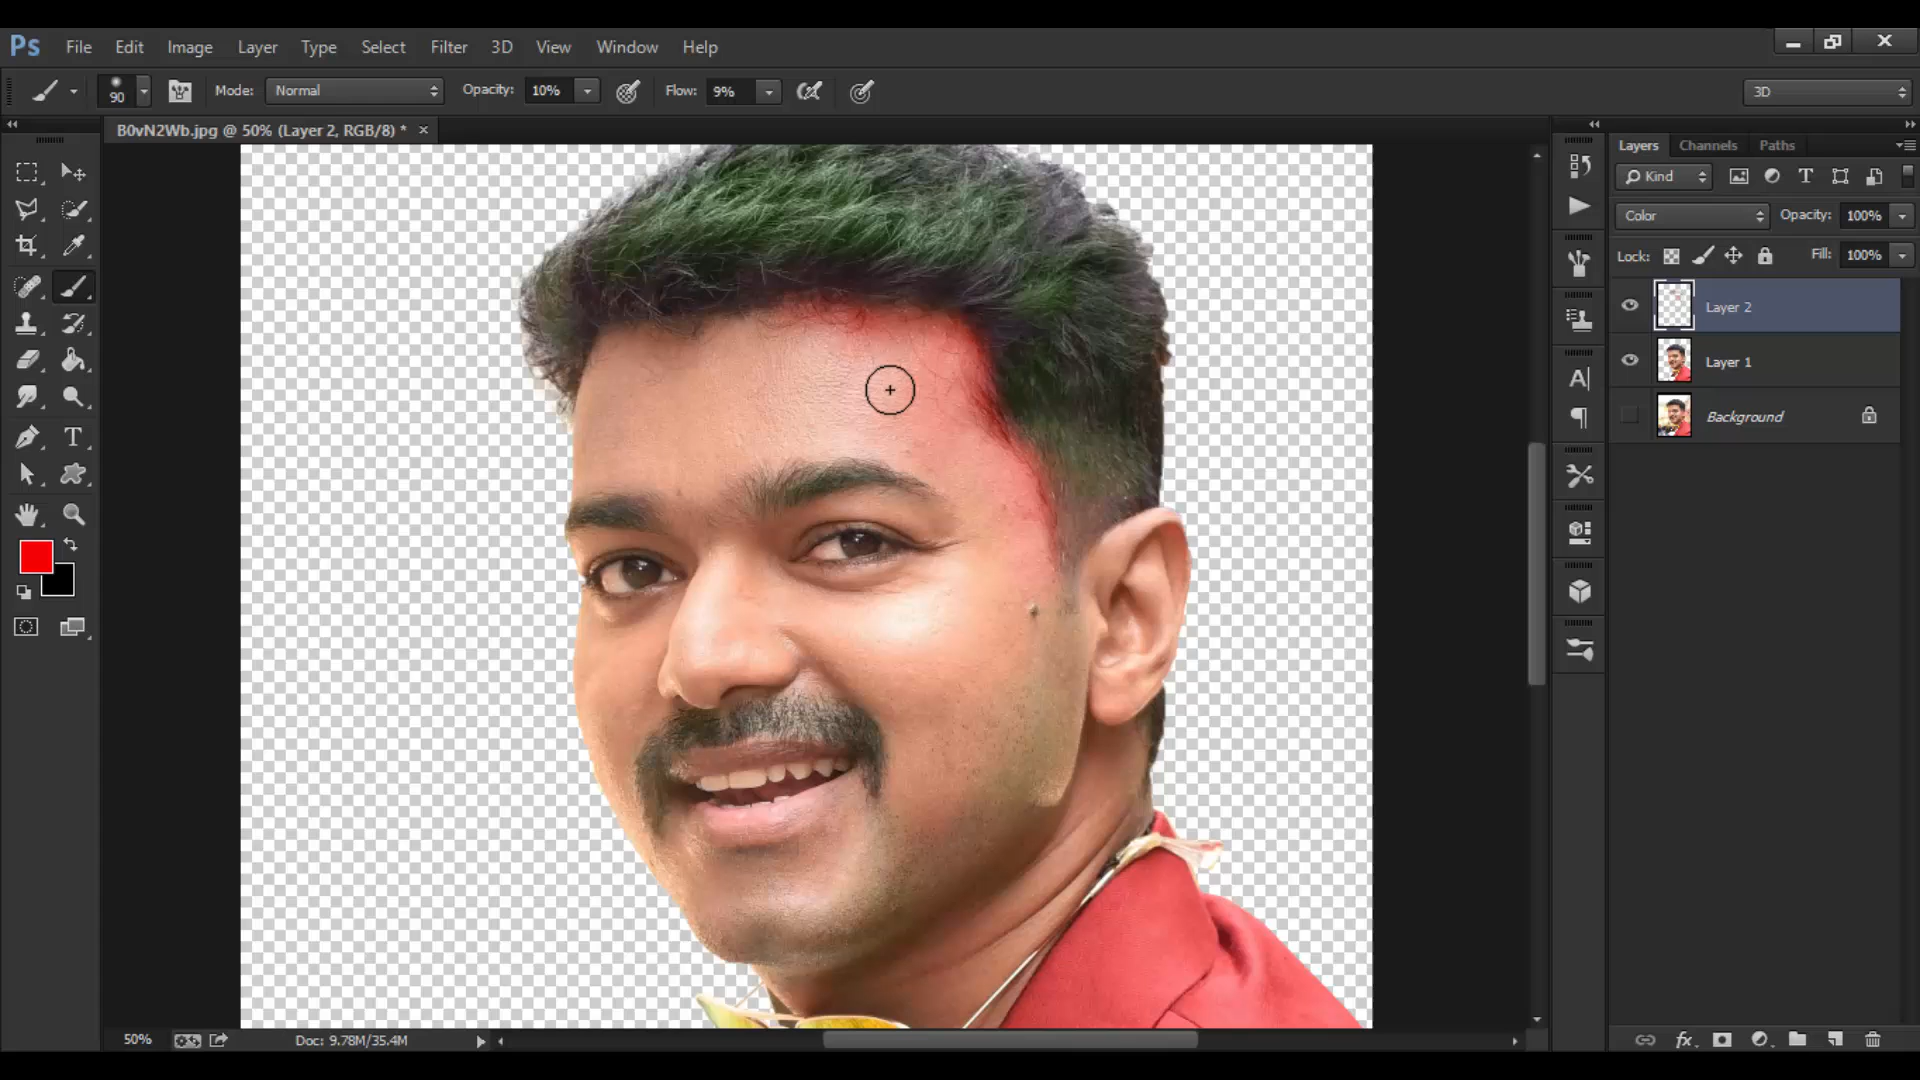 Ps File Edit Image Layer Type Select Filter 3D View Window Help
90 Mode: Normal Opacity: 10% Flow: 9% 3D
B0vN2Wb.jpg @ 50% (Layer 2, RGB/8) * ×
Layers Channels Paths
Kind
Color Opacity: 100%
Lock: Fill: 100%
Layer 2
Layer 1
Background
50% Doc: 9.78M/35.4M